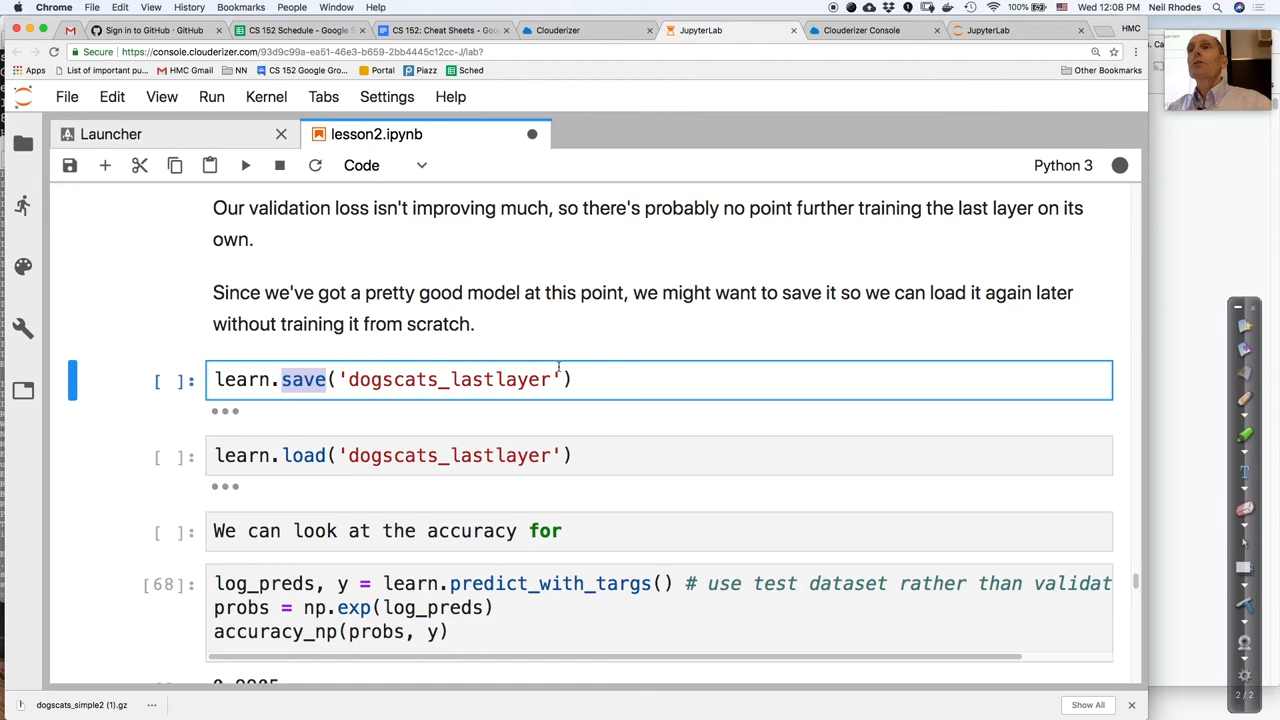 Chrome File Edit View History Bookmarks People Window Help 100% Wed 12:08 PM Neil Rhodes
Sign in to GitHub · GitHub CS 152 Schedule - Google S CS 152: Cheat Sheets - Google Clouderizer JupyterLab Clouderizer Console JupyterLab HMC
Secure https://console.clouderizer.com/93d9c99a-ea51-46e3-b659-2bb4445c12cc-J/lab?
Apps List of important pu HMC Gmail NN CS 152 Google Gro Portal Piazz Sched Other Bookmarks
File Edit View Run Kernel Tabs Settings Help
Launcher lesson2.ipynb
Code Python 3
Our validation loss isn't improving much, so there's probably no point further training the last layer on its
own.
Since we've got a pretty good model at this point, we might want to save it so we can load it again later
without training it from scratch.
[ ]: learn.save('dogscats_lastlayer')
[ ]: learn.load('dogscats_lastlayer')
[ ]: We can look at the accuracy for
[68]: log_preds, y = learn.predict_with_targs() # use test dataset rather than validat
probs = np.exp(log_preds)
accuracy_np(probs, y)
dogscats_simple2 (1).gz Show All
2/2